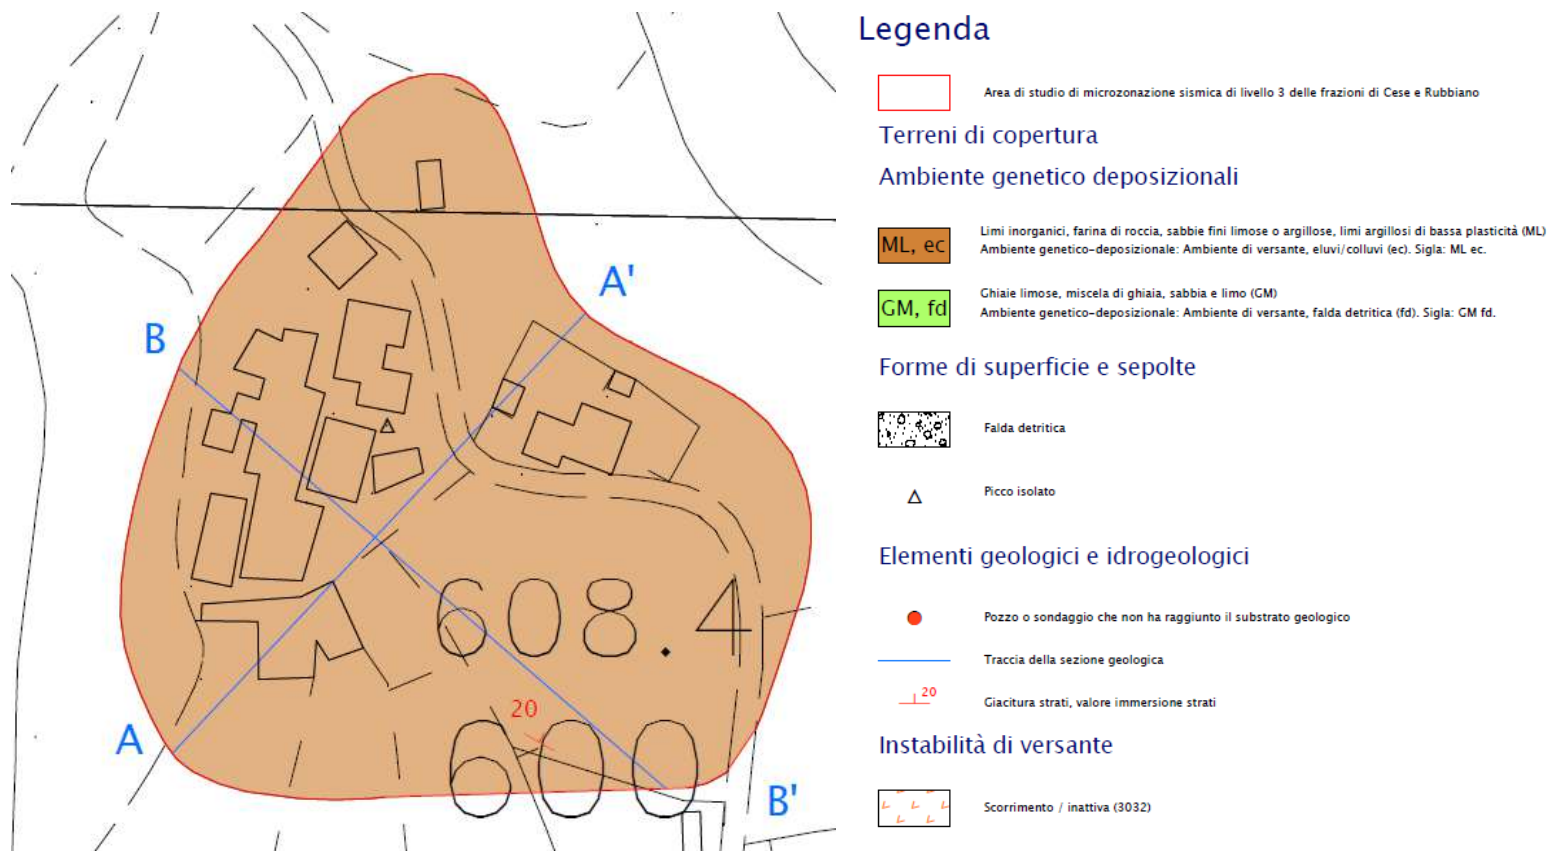 A'
B
608.4
20
600
A
B'
Legenda
Area di studio di microzonazione sismica di livello 3 delle frazioni di Cese e Rubbiano
Terreni di copertura
Ambiente genetico deposizionali
ML, ec
Limi inorganici, farina di roccia, sabbie fini limose o argillose, limi argillosi di bassa plasticità (ML)
Ambiente genetico-deposizionale: Ambiente di versante, eluvi/colluvi (ec). Sigla: ML ec.
GM, fd
Ghiaie limose, miscela di ghiaia, sabbia e limo (GM)
Ambiente genetico-deposizionale: Ambiente di versante, falda detritica (fd). Sigla: GM fd.
Forme di superficie e sepolte
Falda detritica
Picco isolato
Elementi geologici e idrogeologici
Pozzo o sondaggio che non ha raggiunto il substrato geologico
Traccia della sezione geologica
20
Giacitura strati, valore immersione strati
Instabilità di versante
Scorrimento / inattiva (3032)